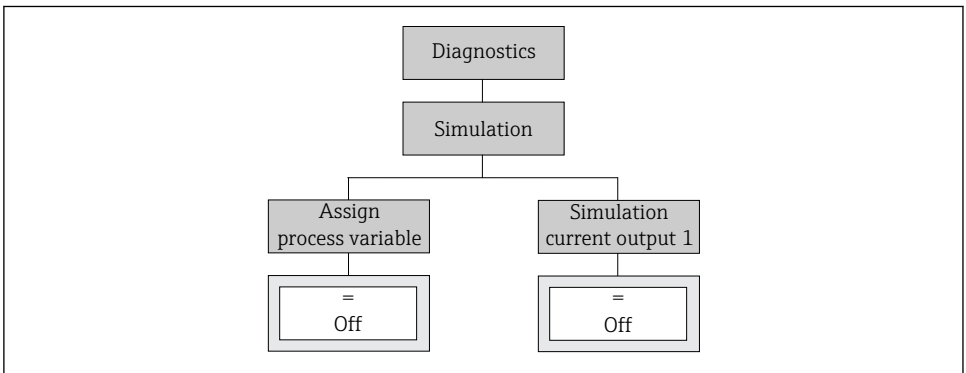 Diagnostics
Simulation
Assign
process variable
Simulation
current output 1
=
Off
=
Off